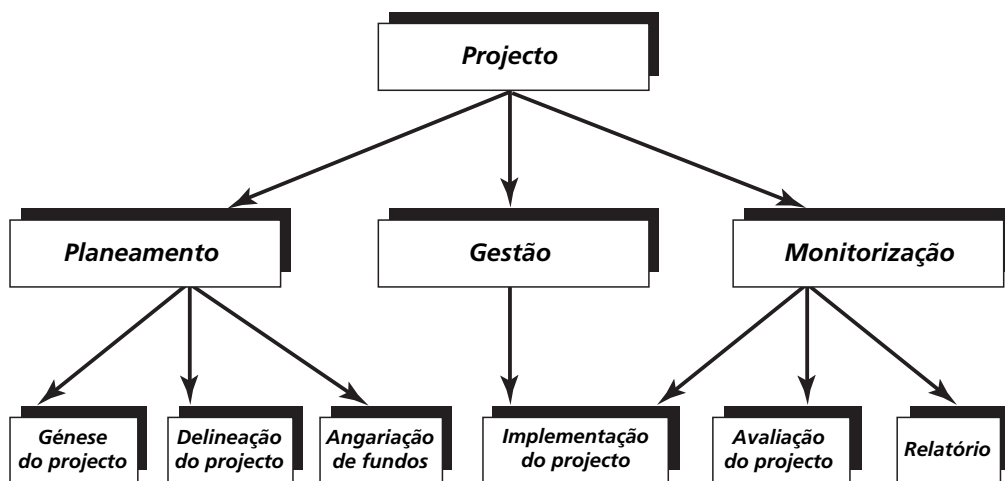 Projecto
Planeamento
Gestão
Monitorização
Génese
do projecto
Delineação
do projecto
Angariação
de fundos
Implementação
do projecto
Avaliação
do projecto
Relatório